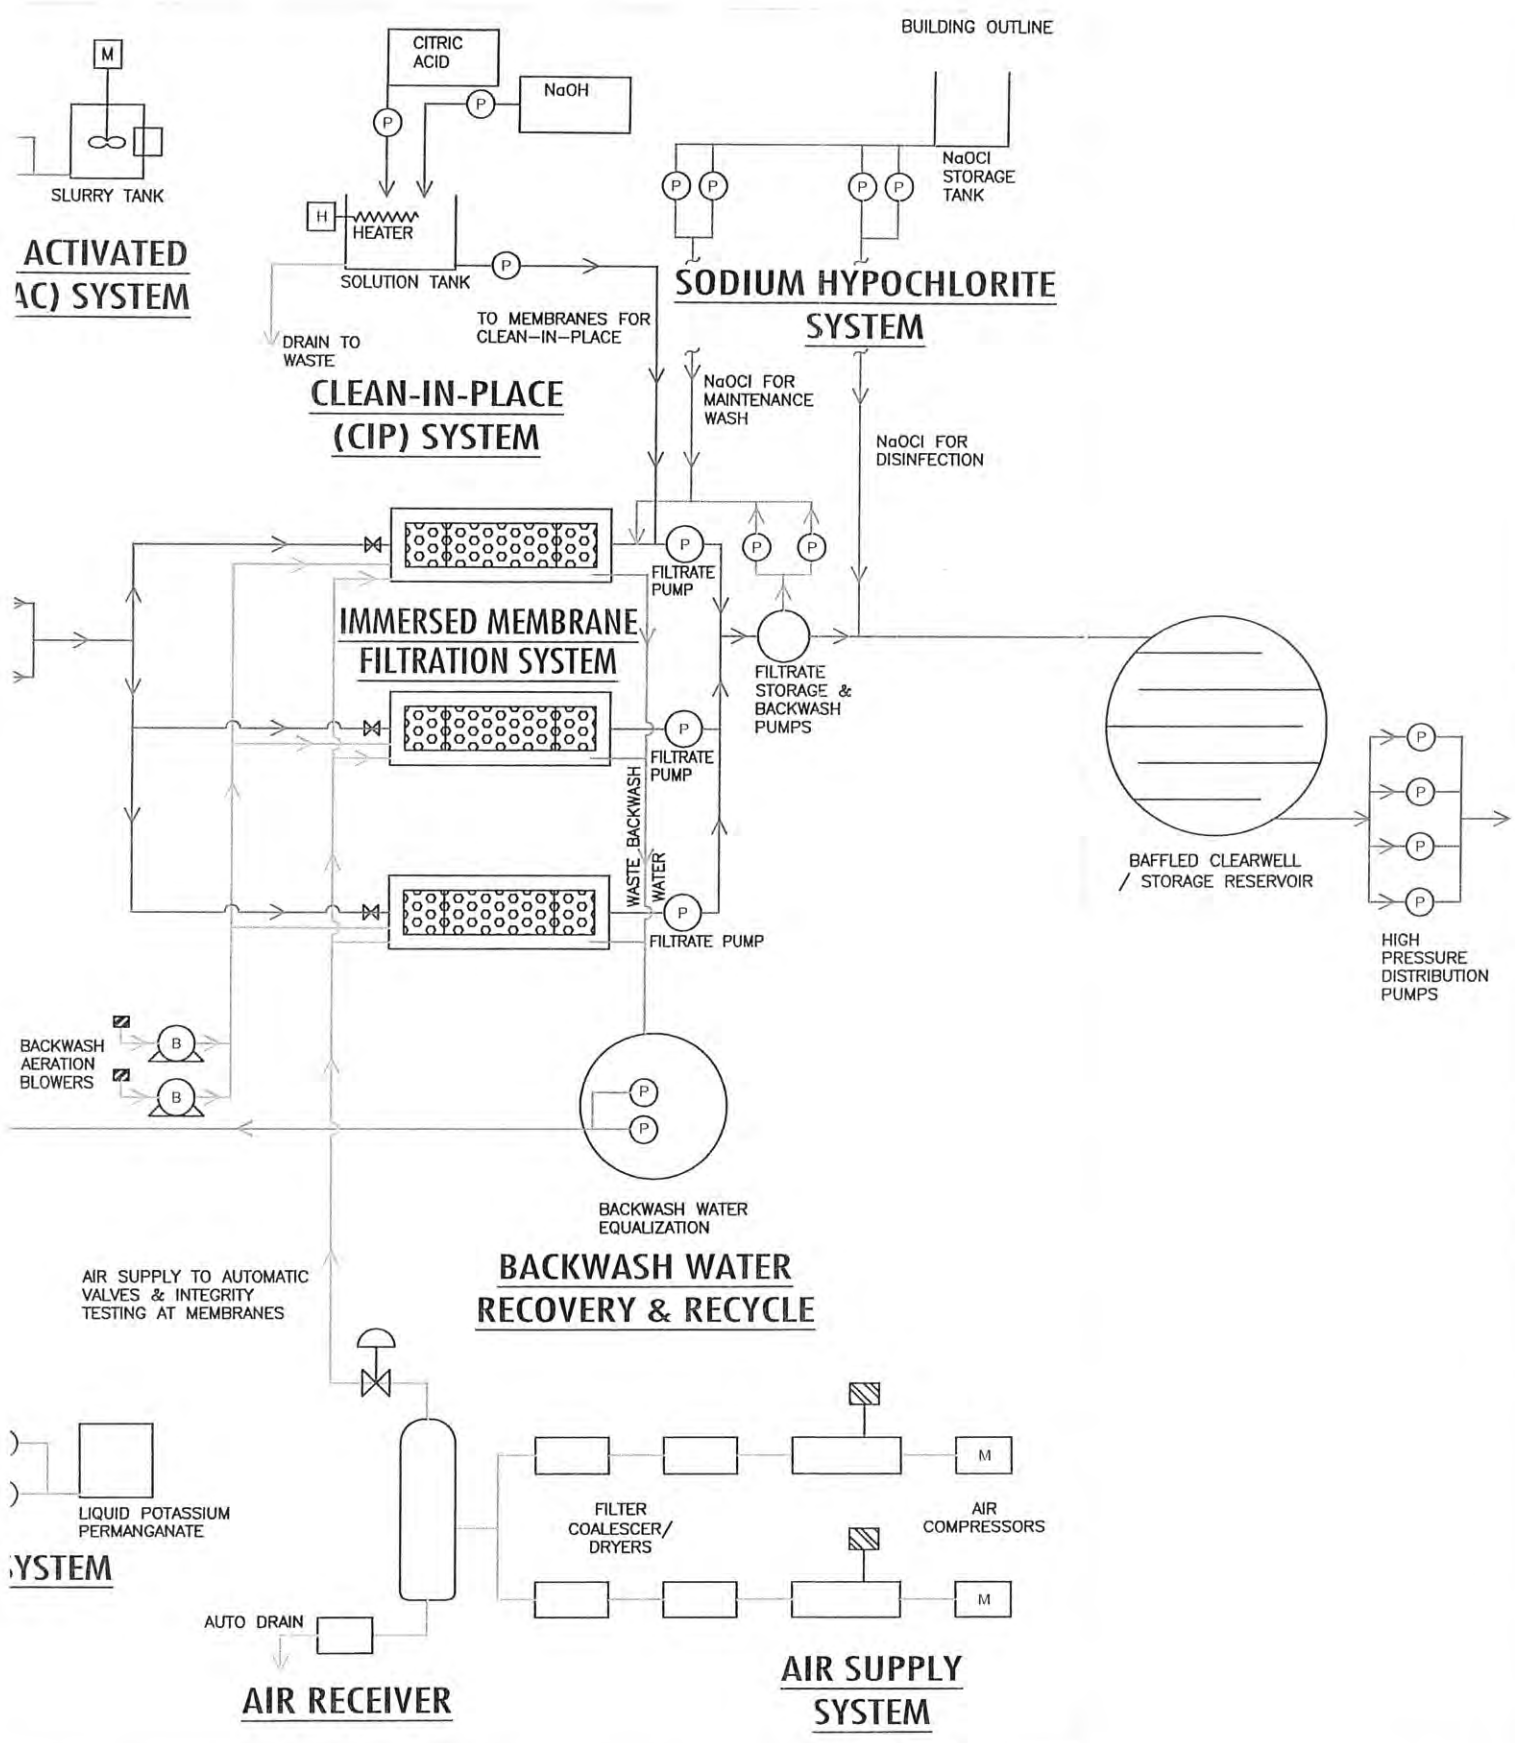 BUILDING OUTLINE
M
SLURRY TANK
ACTIVATED
AC) SYSTEM
CITRIC
ACID
NaOH
P
P
H
HEATER
SOLUTION TANK
P
DRAIN TO
WASTE
TO MEMBRANES FOR
CLEAN-IN-PLACE
CLEAN-IN-PLACE
(CIP) SYSTEM
P
P
P
P
NaOCl
STORAGE
TANK
SODIUM HYPOCHLORITE
SYSTEM
NaOCl FOR
MAINTENANCE
WASH
NaOCl FOR
DISINFECTION
P
FILTRATE
PUMP
P
P
IMMERSED MEMBRANE
FILTRATION SYSTEM
FILTRATE
STORAGE &
BACKWASH
PUMPS
P
FILTRATE
PUMP
WASTE BACKWASH
WATER
P
FILTRATE PUMP
BAFFLED CLEARWELL
/ STORAGE RESERVOIR
P
P
P
P
HIGH
PRESSURE
DISTRIBUTION
PUMPS
BACKWASH
AERATION
BLOWERS
B
B
P
P
BACKWASH WATER
EQUALIZATION
BACKWASH WATER
RECOVERY & RECYCLE
AIR SUPPLY TO AUTOMATIC
VALVES & INTEGRITY
TESTING AT MEMBRANES
LIQUID POTASSIUM
PERMANGANATE
SYSTEM
AUTO DRAIN
AIR RECEIVER
FILTER
COALESCER/
DRYERS
M
AIR
COMPRESSORS
M
AIR SUPPLY
SYSTEM